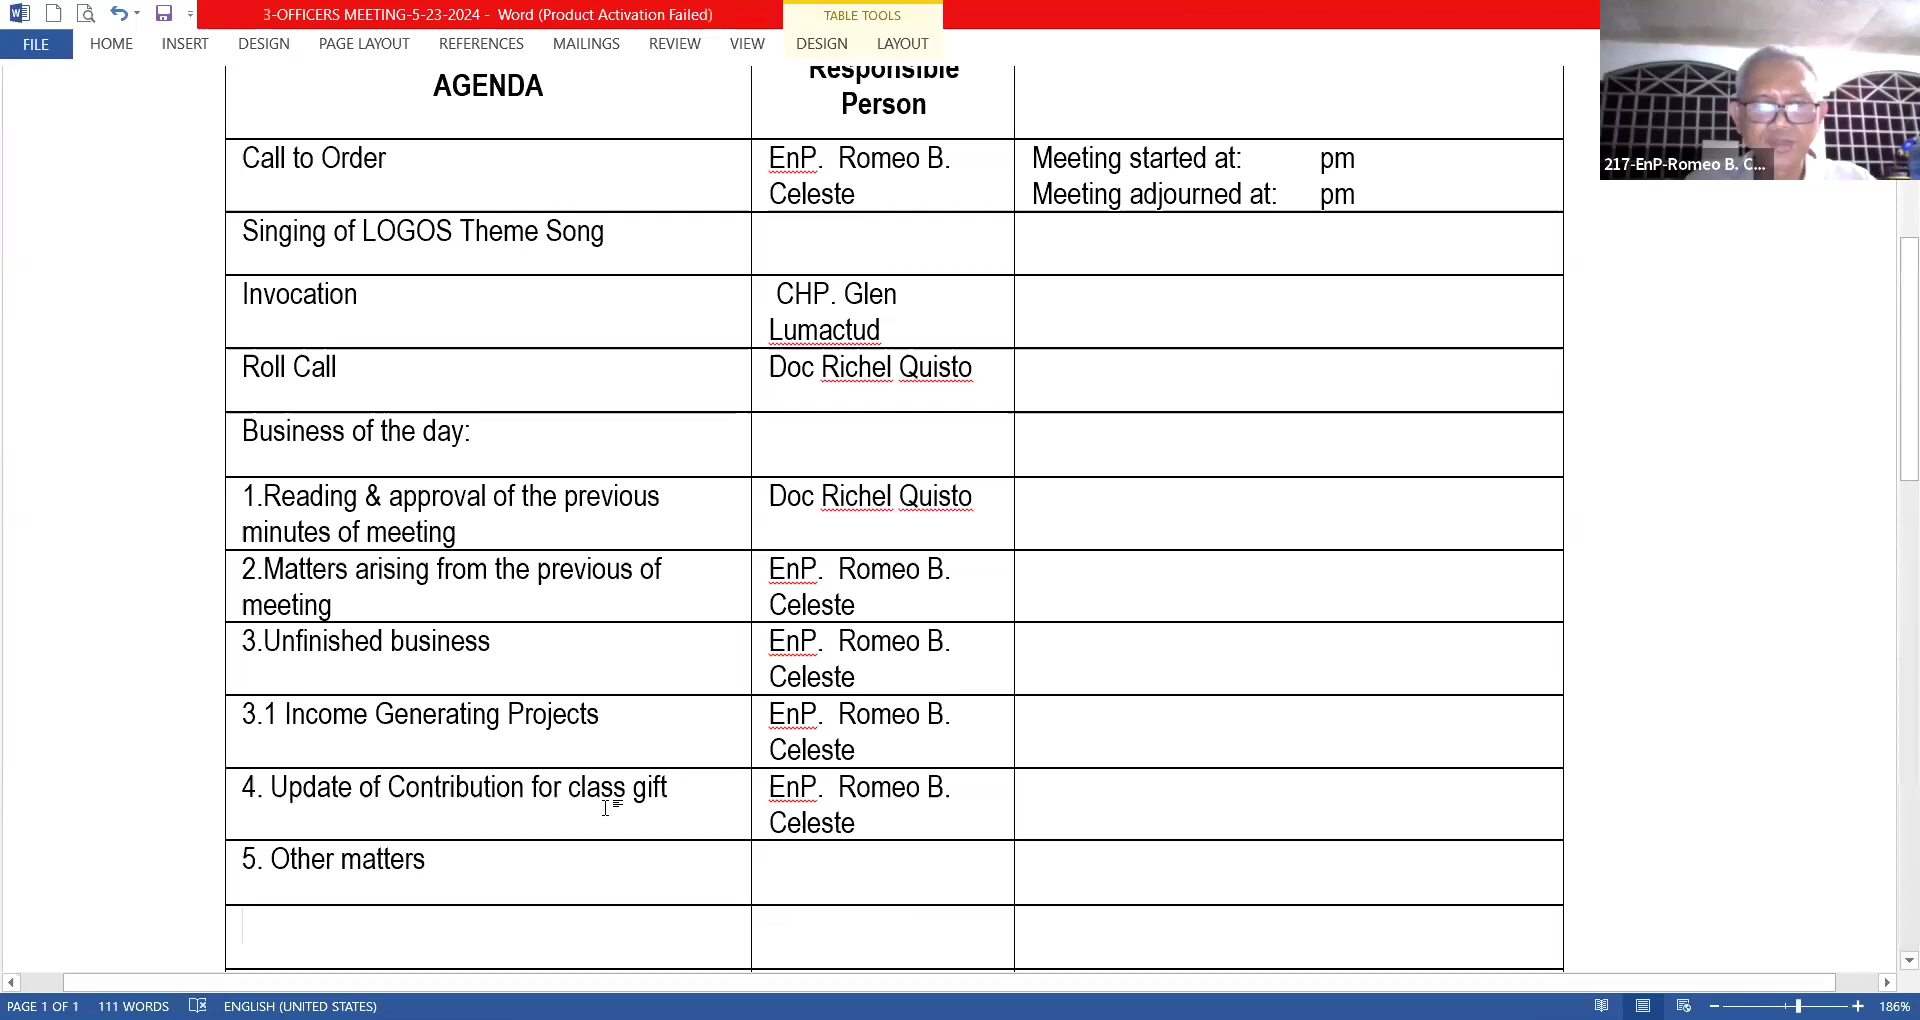 3-OFFICERS MEETING-5-23-2024 - Word (Product Activation Failed)
TABLE TOOLS
FILE HOME INSERT DESIGN PAGE LAYOUT REFERENCES MAILINGS REVIEW VIEW DESIGN LAYOUT
217-EnP-Romeo B. C...
AGENDA
Responsible
Person
Call to Order
EnP. Romeo B.
Celeste
Meeting started at: pm
Meeting adjourned at: pm
Singing of LOGOS Theme Song
Invocation
CHP. Glen
Lumactud
Roll Call
Doc Richel Quisto
Business of the day:
1.Reading & approval of the previous
minutes of meeting
Doc Richel Quisto
2.Matters arising from the previous of
meeting
EnP. Romeo B.
Celeste
3.Unfinished business
EnP. Romeo B.
Celeste
3.1 Income Generating Projects
EnP. Romeo B.
Celeste
4. Update of Contribution for class gift
EnP. Romeo B.
Celeste
5. Other matters
PAGE 1 OF 1 111 WORDS ENGLISH (UNITED STATES) 186%